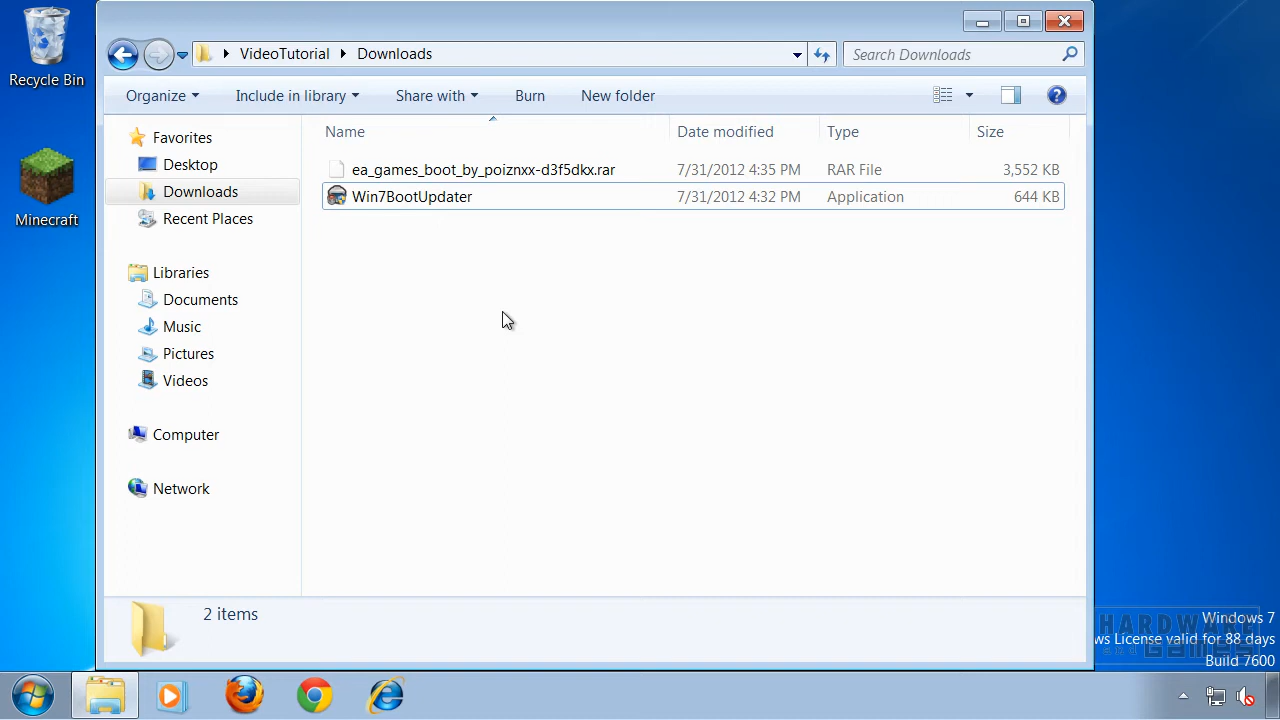 Recycle Bin
Minecraft
VideoTutorial
Downloads
Search Downloads
Organize
Include in library
Share with
Burn
New folder
Favorites
Desktop
Downloads
Recent Places
Libraries
Documents
Music
Pictures
Videos
Computer
Network
Name
Date modified
Type
Size
ea_games_boot_by_poiznxx-d3f5dkx.rar
7/31/2012 4:35 PM
RAR File
3,552 KB
Win7BootUpdater
7/31/2012 4:32 PM
Application
644 KB
2 items
Windows 7
ws License valid for 88 days
Build 7600
HARDWARE
and Games